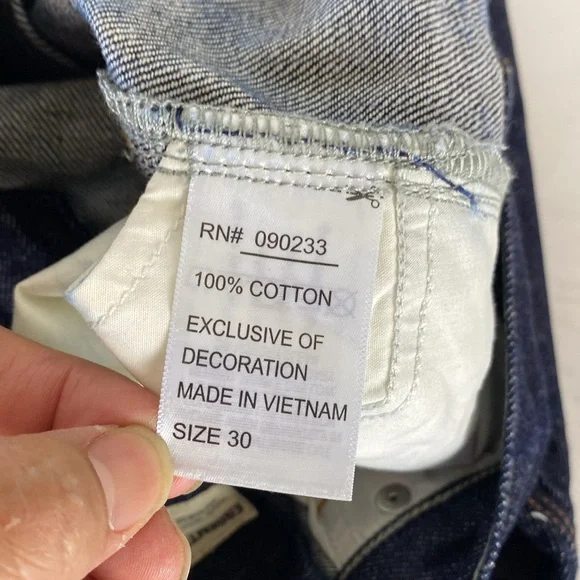 RN# 090233
100% COTTON
EXCLUSIVE OF
DECORATION
MADE IN VIETNAM
SIZE 30